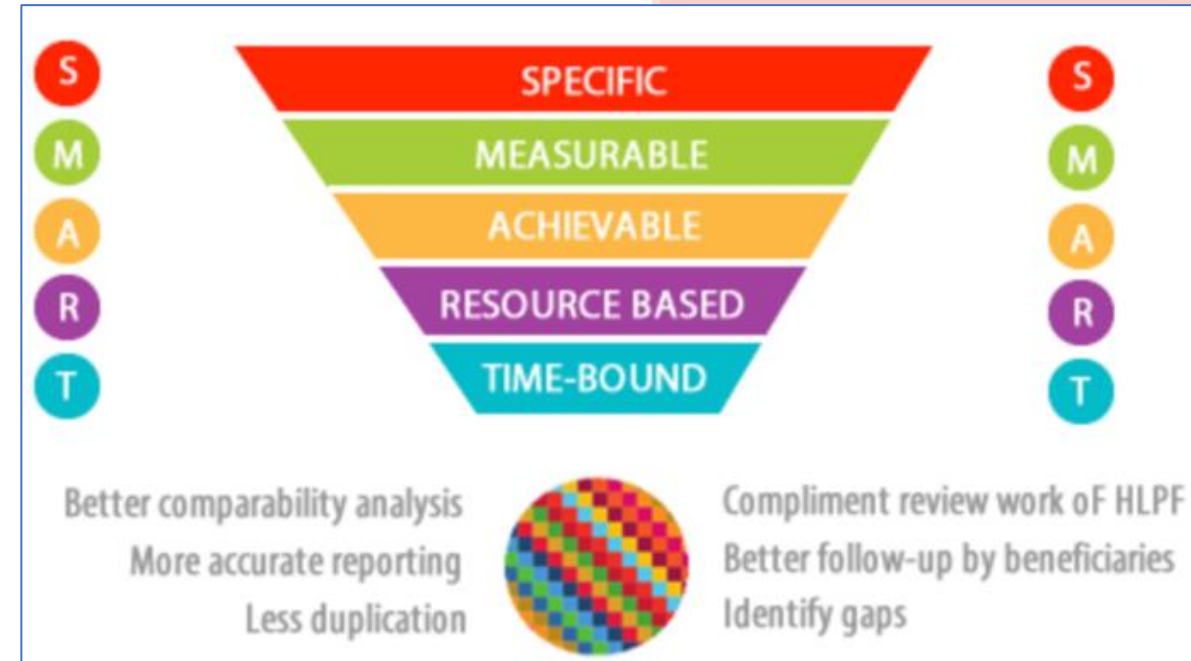 S
SPECIFIC
S
M
MEASURABLE
M
A
ACHIEVABLE
A
R
RESOURCE BASED
R
T
TIME-BOUND
T
Better comparability analysis
More accurate reporting
Less duplication
Compliment review work oF HLPF
Better follow-up by beneficiaries
Identify gaps